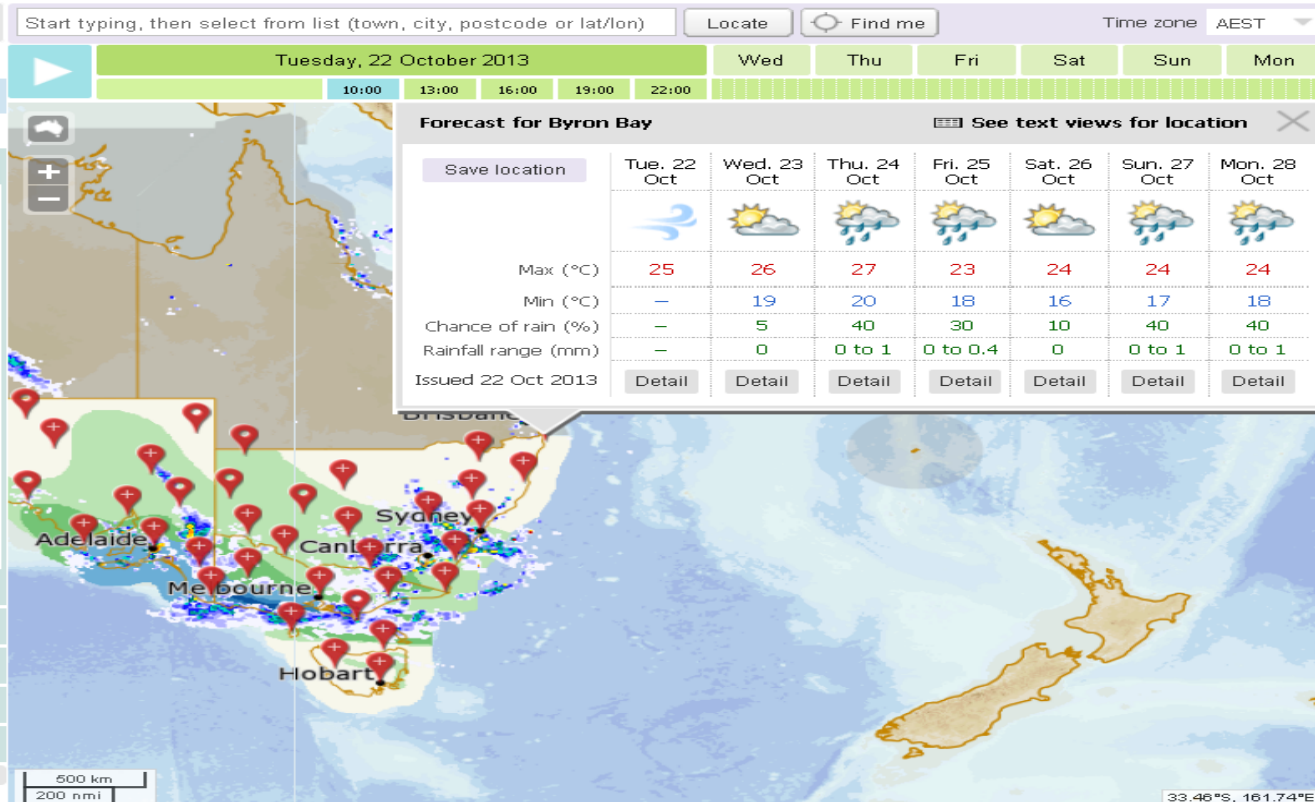 Start typing, then select from list (town, city, postcode or lat/lon)
Locate
Find me
Time zone AEST
Tuesday, 22 October 2013 Wed Thu Fri Sat Sun Mon
10:00 13:00 16:00 19:00 22:00
Forecast for Byron Bay
See text views for location
Save location
Tue. 22 Oct
Wed. 23 Oct
Thu. 24 Oct
Fri. 25 Oct
Sat. 26 Oct
Sun. 27 Oct
Mon. 28 Oct
Max (°C) 25 26 27 23 24 24 24
Min (°C) – 19 20 18 16 17 18
Chance of rain (%) – 5 40 30 10 40 40
Rainfall range (mm) – 0 0 to 1 0 to 0.4 0 0 to 1 0 to 1
Issued 22 Oct 2013 Detail Detail Detail Detail Detail Detail Detail
Brisbane
Sydney
Adelaide
Canberra
Melbourne
Hobart
500 km
200 nmi
33.46°S, 161.74°E